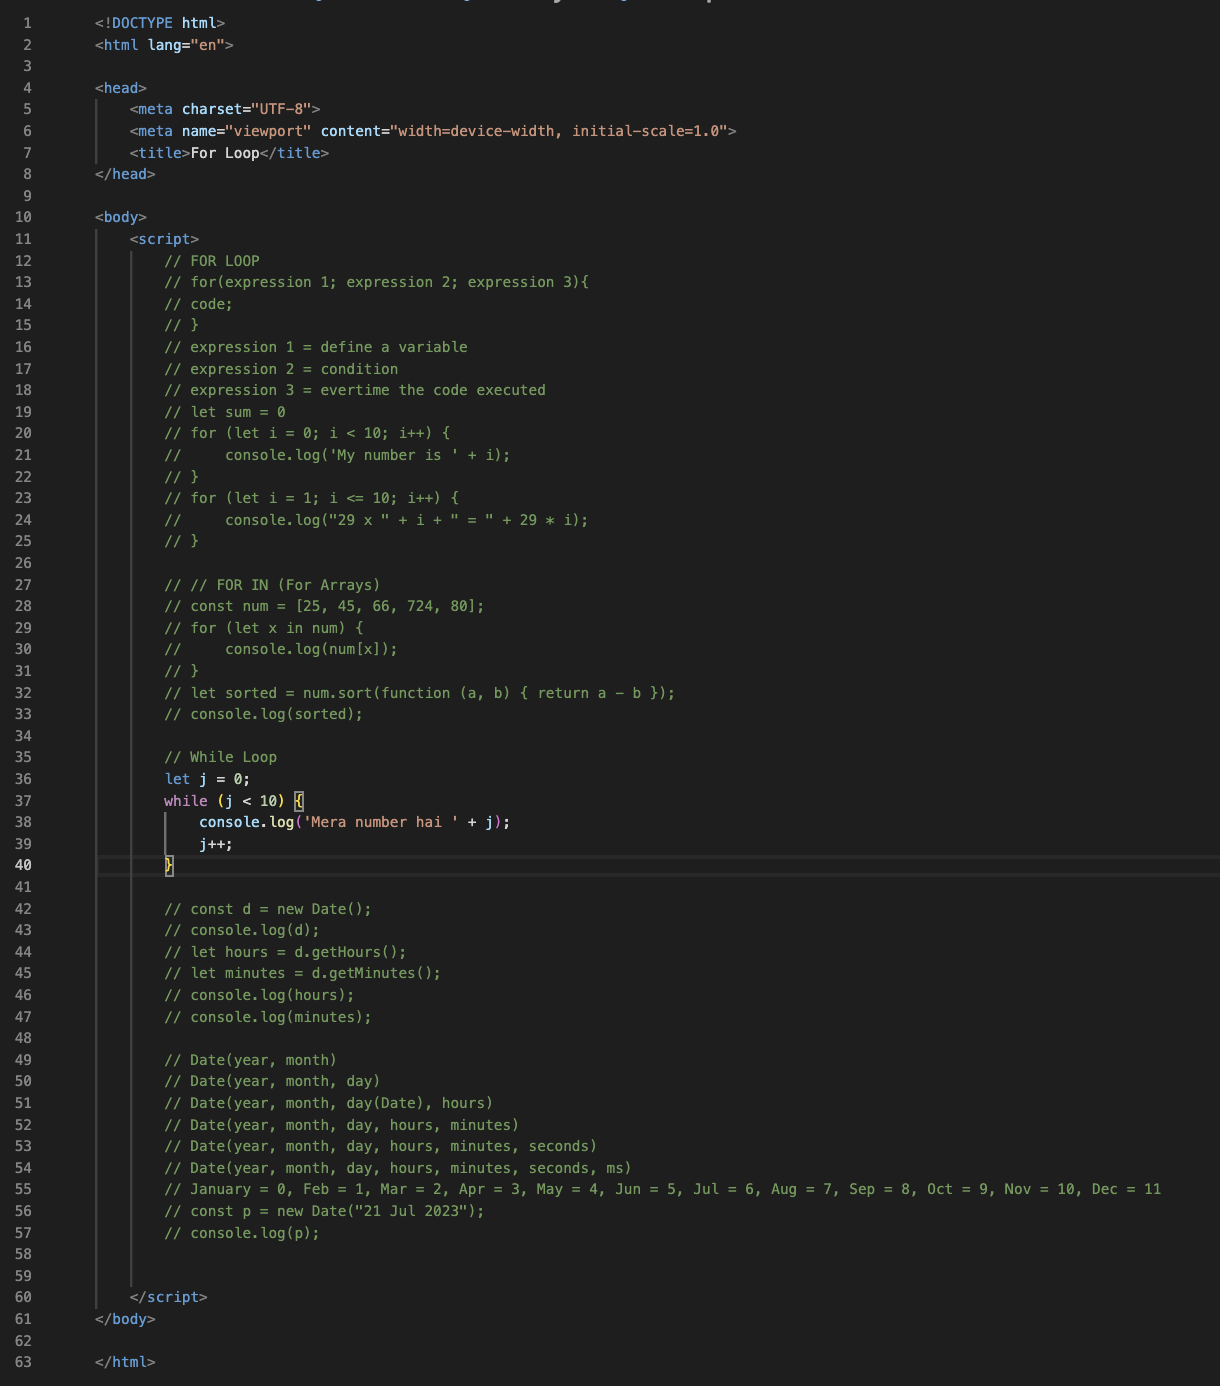 1 <!DOCTYPE html>
2 <html lang="en">
3
4 <head>
5     <meta charset="UTF-8">
6     <meta name="viewport" content="width=device-width, initial-scale=1.0">
7     <title>For Loop</title>
8 </head>
9
10 <body>
11     <script>
12         // FOR LOOP
13         // for(expression 1; expression 2; expression 3){
14         // code;
15         // }
16         // expression 1 = define a variable
17         // expression 2 = condition
18         // expression 3 = evertime the code executed
19         // let sum = 0
20         // for (let i = 0; i < 10; i++) {
21         //     console.log('My number is ' + i);
22         // }
23         // for (let i = 1; i <= 10; i++) {
24         //     console.log("29 x " + i + " = " + 29 * i);
25         // }
26
27         // // FOR IN (For Arrays)
28         // const num = [25, 45, 66, 724, 80];
29         // for (let x in num) {
30         //     console.log(num[x]);
31         // }
32         // let sorted = num.sort(function (a, b) { return a - b });
33         // console.log(sorted);
34
35         // While Loop
36         let j = 0;
37         while (j < 10) {
38             console.log('Mera number hai ' + j);
39             j++;
40         }
41
42         // const d = new Date();
43         // console.log(d);
44         // let hours = d.getHours();
45         // let minutes = d.getMinutes();
46         // console.log(hours);
47         // console.log(minutes);
48
49         // Date(year, month)
50         // Date(year, month, day)
51         // Date(year, month, day(Date), hours)
52         // Date(year, month, day, hours, minutes)
53         // Date(year, month, day, hours, minutes, seconds)
54         // Date(year, month, day, hours, minutes, seconds, ms)
55         // January = 0, Feb = 1, Mar = 2, Apr = 3, May = 4, Jun = 5, Jul = 6, Aug = 7, Sep = 8, Oct = 9, Nov = 10, Dec = 11
56         // const p = new Date("21 Jul 2023");
57         // console.log(p);
58
59
60     </script>
61 </body>
62
63 </html>